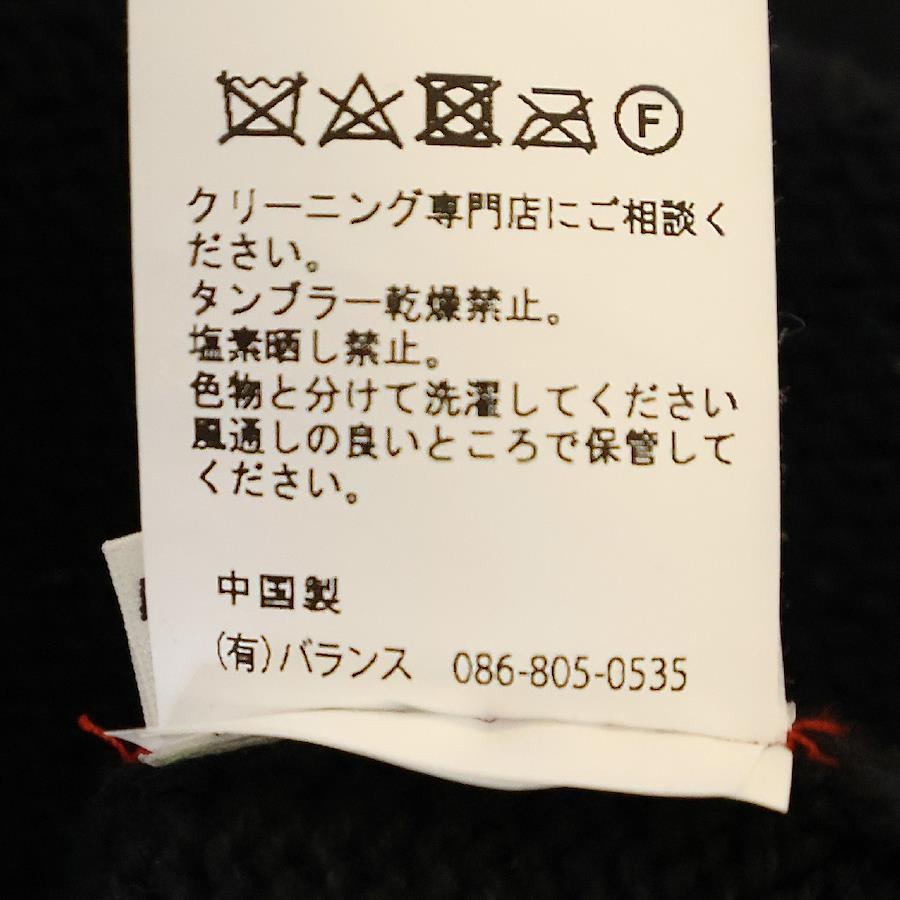 F
クリーニング専門店にご相談く
ださい。
タンブラー乾燥禁止。
塩素晒し禁止。
色物と分けて洗濯してください
風通しの良いところで保管して
ください。
中国製
(有)バランス 086-805-0535